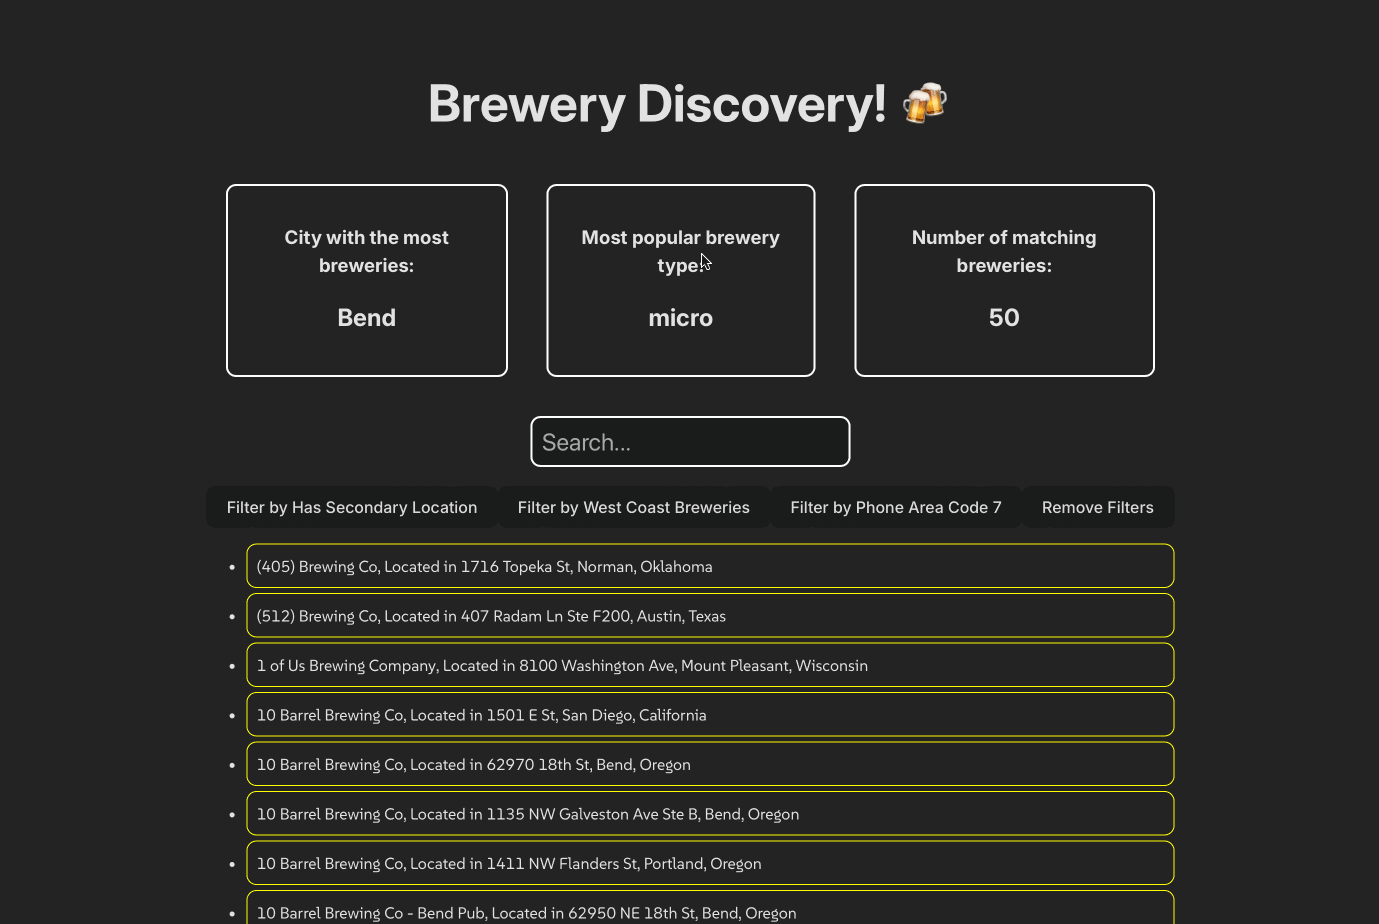 Brewery Discovery! 🍻
City with the most
breweries:
Bend
Most popular brewery
type:
micro
Number of matching
breweries:
50
Search...
Filter by Has Secondary Location
Filter by West Coast Breweries
Filter by Phone Area Code 7
Remove Filters
(405) Brewing Co, Located in 1716 Topeka St, Norman, Oklahoma
(512) Brewing Co, Located in 407 Radam Ln Ste F200, Austin, Texas
1 of Us Brewing Company, Located in 8100 Washington Ave, Mount Pleasant, Wisconsin
10 Barrel Brewing Co, Located in 1501 E St, San Diego, California
10 Barrel Brewing Co, Located in 62970 18th St, Bend, Oregon
10 Barrel Brewing Co, Located in 1135 NW Galveston Ave Ste B, Bend, Oregon
10 Barrel Brewing Co, Located in 1411 NW Flanders St, Portland, Oregon
10 Barrel Brewing Co - Bend Pub, Located in 62950 NE 18th St, Bend, Oregon